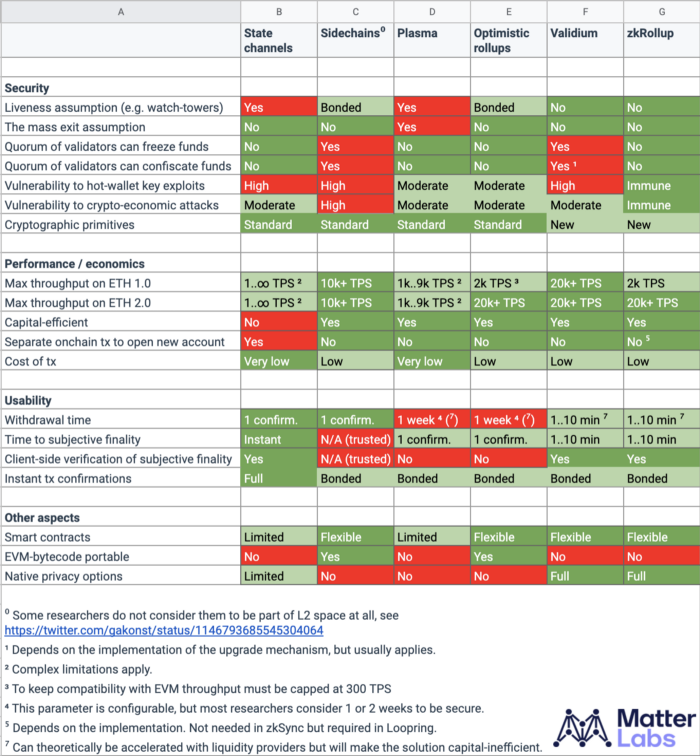 A B C D E F G
State channels Sidechains⁰ Plasma Optimistic rollups Validium zkRollup
Security
Liveness assumption (e.g. watch-towers) Yes Bonded Yes Bonded No No
The mass exit assumption No No Yes No No No
Quorum of validators can freeze funds No Yes No No Yes No
Quorum of validators can confiscate funds No Yes No No Yes ¹ No
Vulnerability to hot-wallet key exploits High High Moderate Moderate High Immune
Vulnerability to crypto-economic attacks Moderate High Moderate Moderate Moderate Immune
Cryptographic primitives Standard Standard Standard Standard New New
Performance / economics
Max throughput on ETH 1.0 1..∞ TPS ² 10k+ TPS 1k..9k TPS ² 2k TPS ³ 20k+ TPS 2k TPS
Max throughput on ETH 2.0 1..∞ TPS ² 10k+ TPS 1k..9k TPS ² 20k+ TPS 20k+ TPS 20k+ TPS
Capital-efficient No Yes Yes Yes Yes Yes
Separate onchain tx to open new account Yes No No No No No ⁵
Cost of tx Very low Low Very low Low Low Low
Usability
Withdrawal time 1 confirm. 1 confirm. 1 week ⁴ (⁷) 1 week ⁴ (⁷) 1..10 min ⁷ 1..10 min ⁷
Time to subjective finality Instant N/A (trusted) 1 confirm. 1 confirm. 1..10 min 1..10 min
Client-side verification of subjective finality Yes N/A (trusted) No No Yes Yes
Instant tx confirmations Full Bonded Bonded Bonded Bonded Bonded
Other aspects
Smart contracts Limited Flexible Limited Flexible Flexible Flexible
EVM-bytecode portable No Yes No Yes No No
Native privacy options Limited No No No Full Full
⁰ Some researchers do not consider them to be part of L2 space at all, see
https://twitter.com/gakonst/status/1146793685545304064
¹ Depends on the implementation of the upgrade mechanism, but usually applies.
² Complex limitations apply.
³ To keep compatibility with EVM throughput must be capped at 300 TPS
⁴ This parameter is configurable, but most researchers consider 1 or 2 weeks to be secure.
⁵ Depends on the implementation. Not needed in zkSync but required in Loopring.
⁷ Can theoretically be accelerated with liquidity providers but will make the solution capital-inefficient.
Matter
Labs